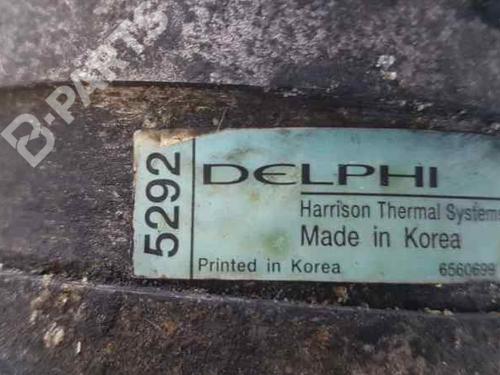 B-PARTS
5292
DELPHI
Harrison Thermal Systems
Made in Korea
Printed in Korea 6560699